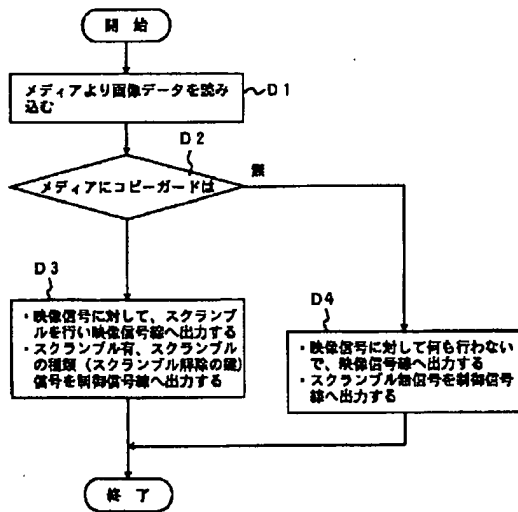 開 始
メディアより画像データを読み
込む
D1
D2
メディアにコピーガードは
無
D3
・映像信号に対して、スクランブ
ルを行い映像信号線へ出力する
・スクランブル有、スクランブル
の種類(スクランブル解除の鍵)
信号を制御信号線へ出力する
D4
・映像信号に対して何も行わない
で、映像信号線へ出力する
・スクランブル無信号を制御信号
線へ出力する
終 了